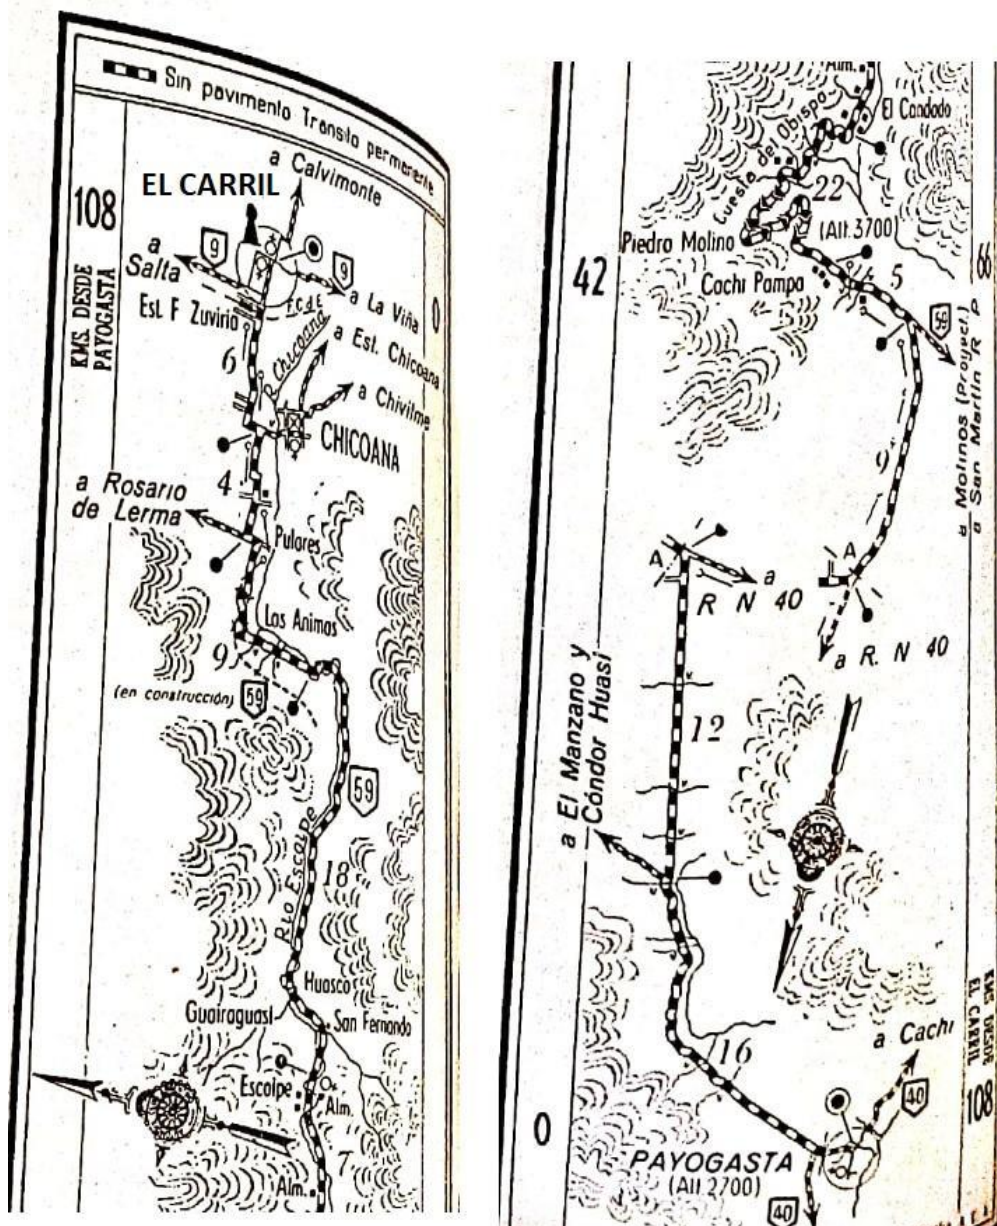 Sin pavimento Transito permanente
a Calvimonte
EL CARRIL
108
KMS. DESDE
PAYOGASTA
0
a
Salta
9
9
a La Viña
F.C.d E
Est. F Zuviria
Chicoana
a Est. Chicoana
6
a Chivilme
CHICOANA
4
a Rosario
de Lerma
Pulares
Las Animas
9
(en construcción)
59
59
Rio Escoipe
18
Huasco
Guairaguasi
San Fernando
Escoipe
Alm.
7
Alm.
Alm.
El Candado
Cuesta del Obispo
22
(Alt. 3700)
Piedra Molino
42
66
Cachi Pampa
5
59
a Molinos (Proyet.)
a San Martín R P
9
A
A
a
R N 40
a R. N 40
12
a El Manzano y
Cóndor Huasi
16
a Cachi
40
KMS DESDE
EL CARRIL
108
0
PAYOGASTA
(Alt 2700)
40